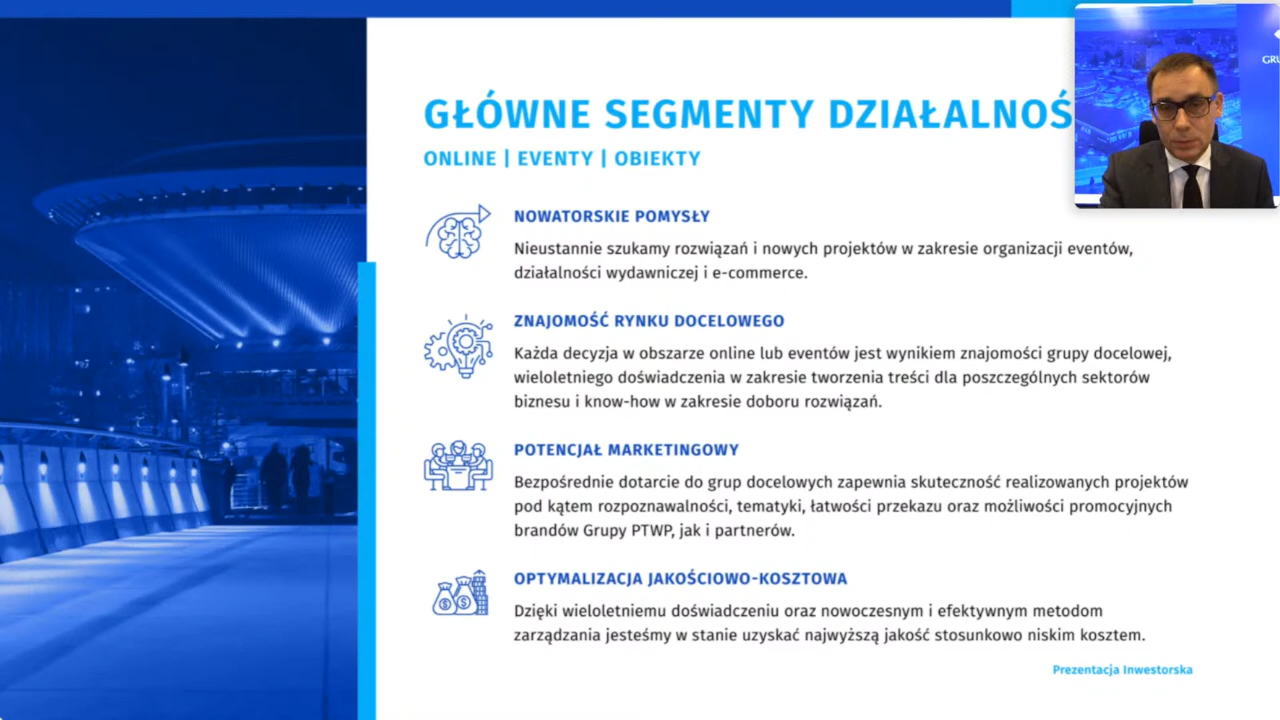 GŁÓWNE SEGMENTY DZIAŁALNOŚ
ONLINE | EVENTY | OBIEKTY
NOWATORSKIE POMYSŁY
Nieustannie szukamy rozwiązań i nowych projektów w zakresie organizacji eventów,
działalności wydawniczej i e-commerce.
ZNAJOMOŚĆ RYNKU DOCELOWEGO
Każda decyzja w obszarze online lub eventów jest wynikiem znajomości grupy docelowej,
wieloletniego doświadczenia w zakresie tworzenia treści dla poszczególnych sektorów
biznesu i know-how w zakresie doboru rozwiązań.
POTENCJAŁ MARKETINGOWY
Bezpośrednie dotarcie do grup docelowych zapewnia skuteczność realizowanych projektów
pod kątem rozpoznawalności, tematyki, łatwości przekazu oraz możliwości promocyjnych
brandów Grupy PTWP, jak i partnerów.
OPTYMALIZACJA JAKOŚCIOWO-KOSZTOWA
Dzięki wieloletniemu doświadczeniu oraz nowoczesnym i efektywnym metodom
zarządzania jesteśmy w stanie uzyskać najwyższą jakość stosunkowo niskim kosztem.
Prezentacja Inwestorska
GRU